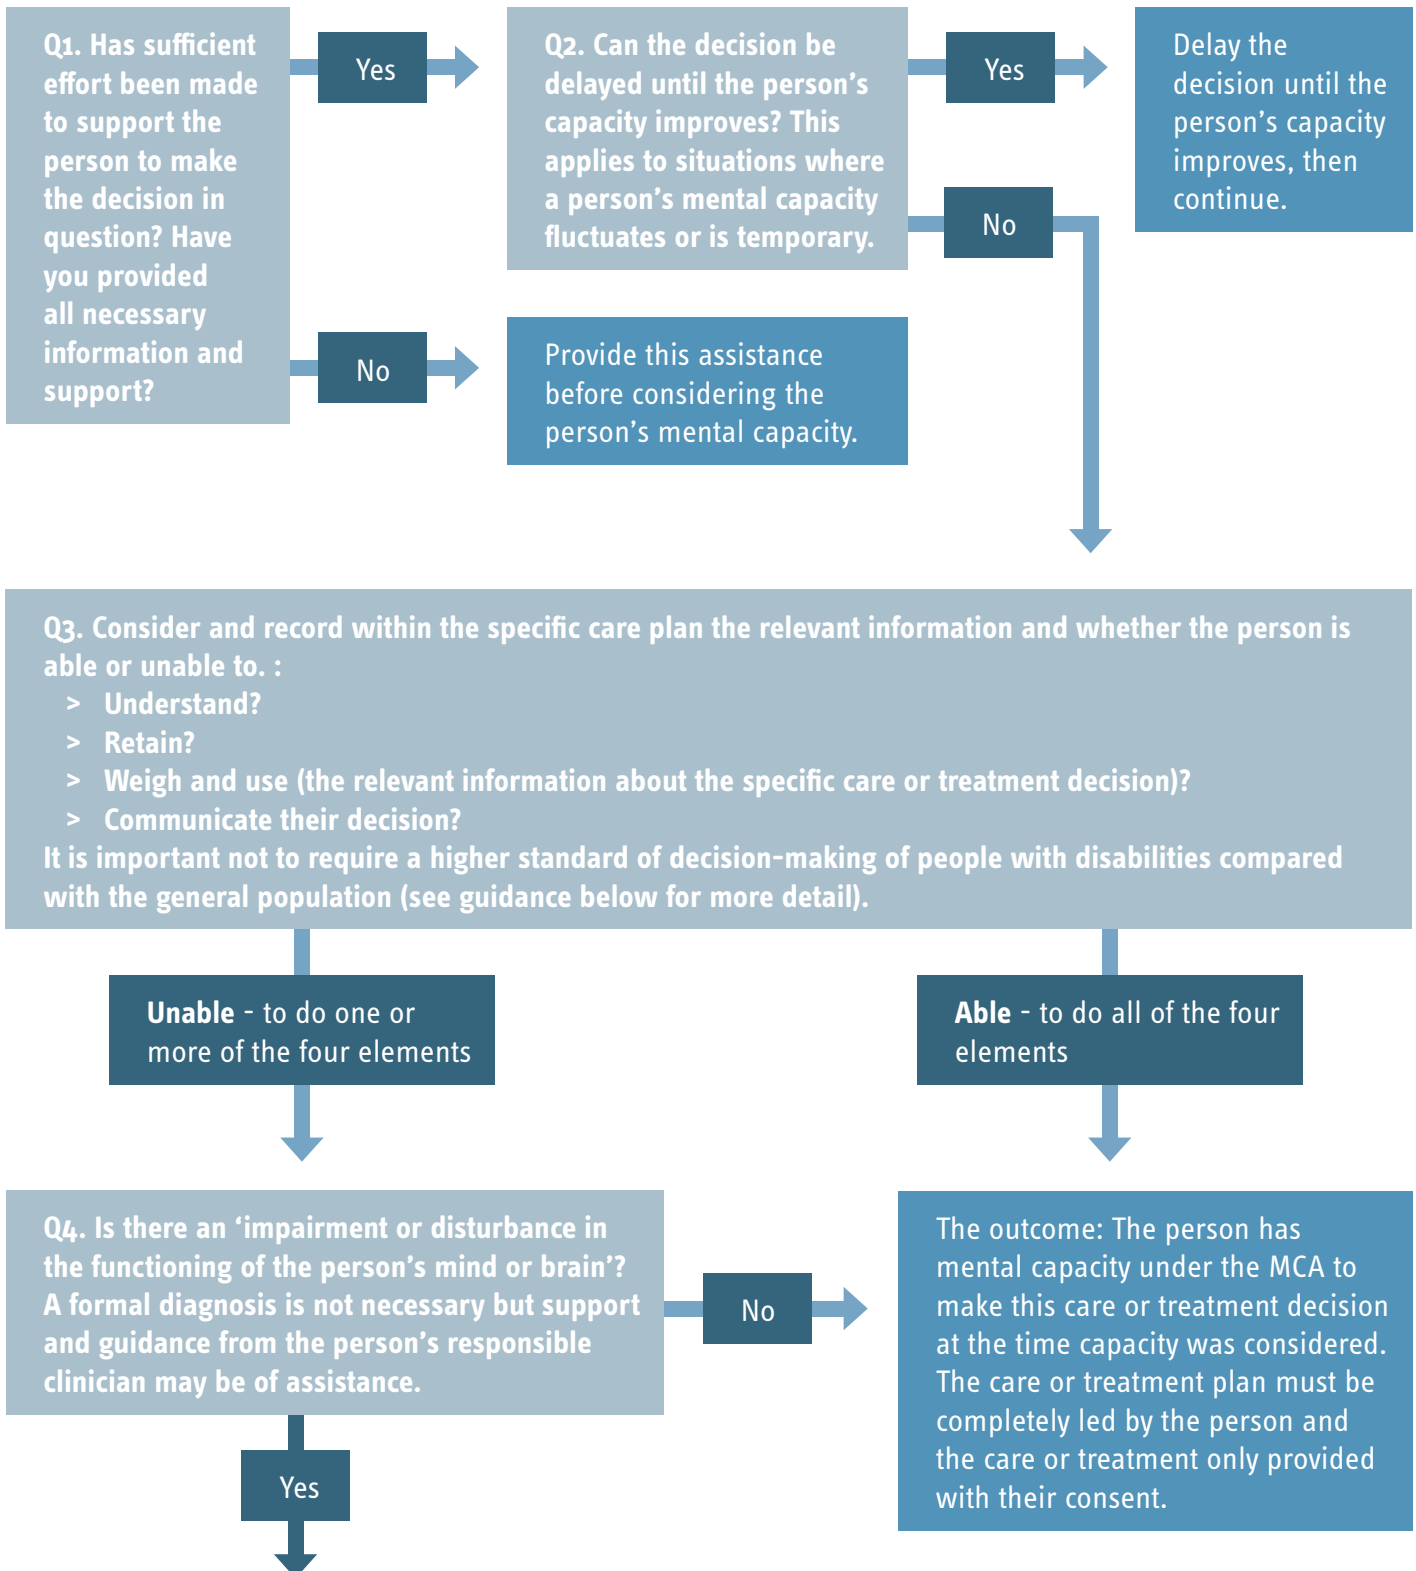 Q1. Has sufficient
effort been made
to support the
person to make
the decision in
question? Have
you provided
all necessary
information and
support?
Yes
No
Q2. Can the decision be
delayed until the person’s
capacity improves? This
applies to situations where
a person’s mental capacity
fluctuates or is temporary.
Yes
No
Delay the
decision until the
person’s capacity
improves, then
continue.
Provide this assistance
before considering the
person’s mental capacity.
Q3. Consider and record within the specific care plan the relevant information and whether the person is
able or unable to. :
> Understand?
> Retain?
> Weigh and use (the relevant information about the specific care or treatment decision)?
> Communicate their decision?
It is important not to require a higher standard of decision-making of people with disabilities compared
with the general population (see guidance below for more detail).
Unable - to do one or
more of the four elements
Able - to do all of the four
elements
Q4. Is there an ‘impairment or disturbance in
the functioning of the person’s mind or brain’?
A formal diagnosis is not necessary but support
and guidance from the person’s responsible
clinician may be of assistance.
No
Yes
The outcome: The person has
mental capacity under the MCA to
make this care or treatment decision
at the time capacity was considered.
The care or treatment plan must be
completely led by the person and
the care or treatment only provided
with their consent.